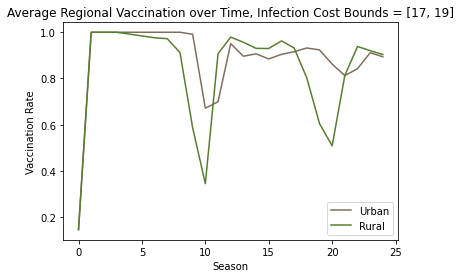 Average Regional Vaccination over Time, Infection Cost Bounds = [17, 19]
1.0
0.8
0.6
0.4
0.2
Vaccination Rate
0
5
10
15
20
25
Season
Urban
Rural